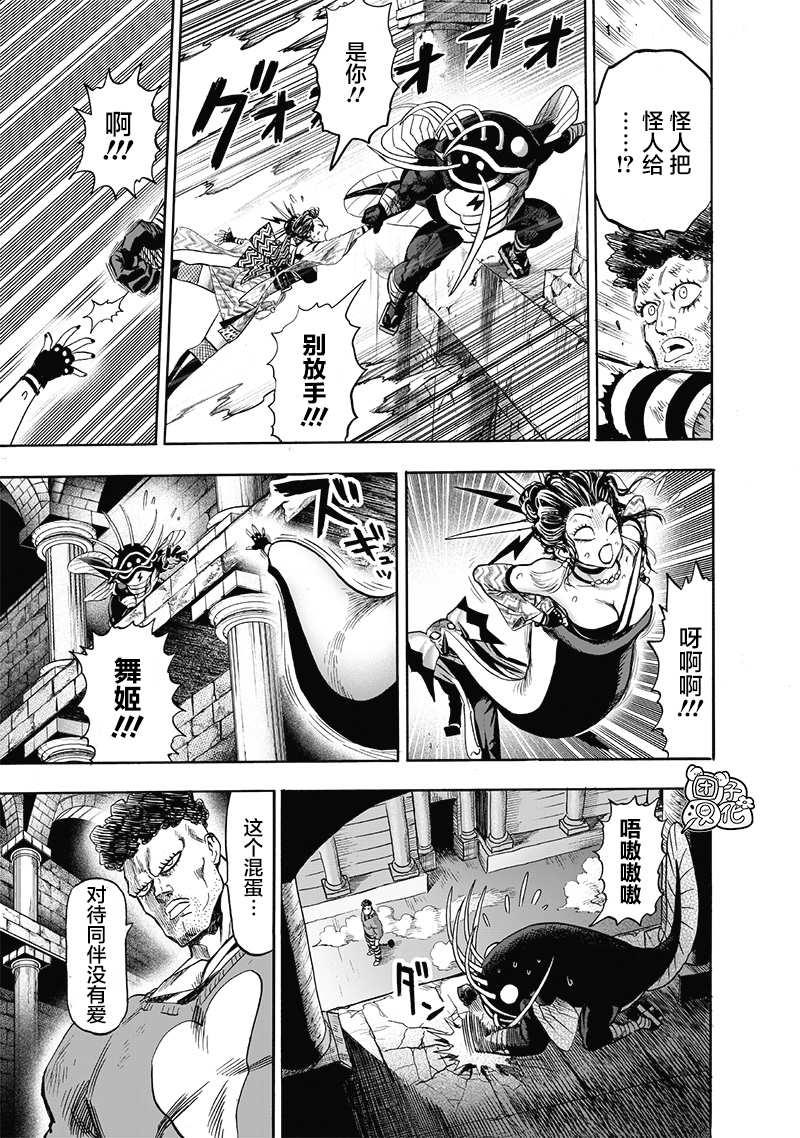 怪人把
怪人给
……!?
グオオオオ
是你!!
别放手!!!
啊
!!!
呀啊啊!!!
ズギュッ
舞姬
!!!
唔嗷嗷嗷
ダンッ
这个混蛋…
对待同伴没有爱
团子
汉化